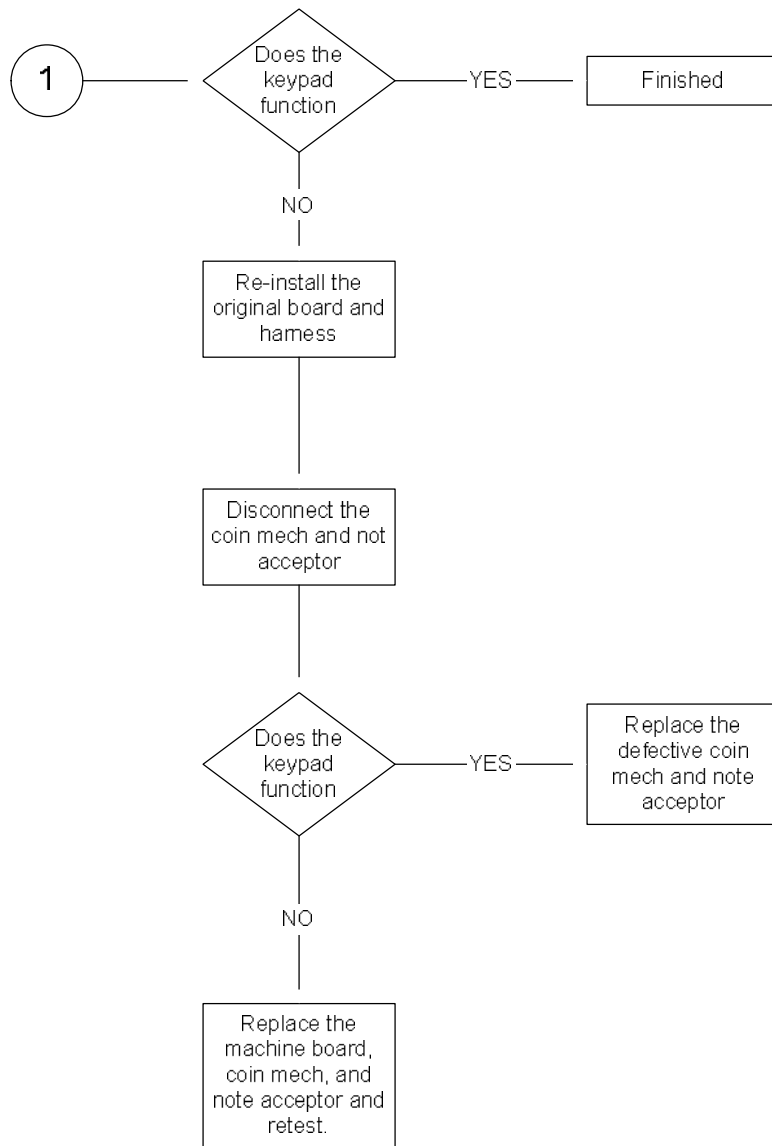 1
Does the
keypad
function
YES
Finished
NO
Re-install the
original board and
harness
Disconnect the
coin mech and not
acceptor
Does the
keypad
function
YES
Replace the
defective coin
mech and note
acceptor
NO
Replace the
machine board,
coin mech, and
note acceptor and
retest.